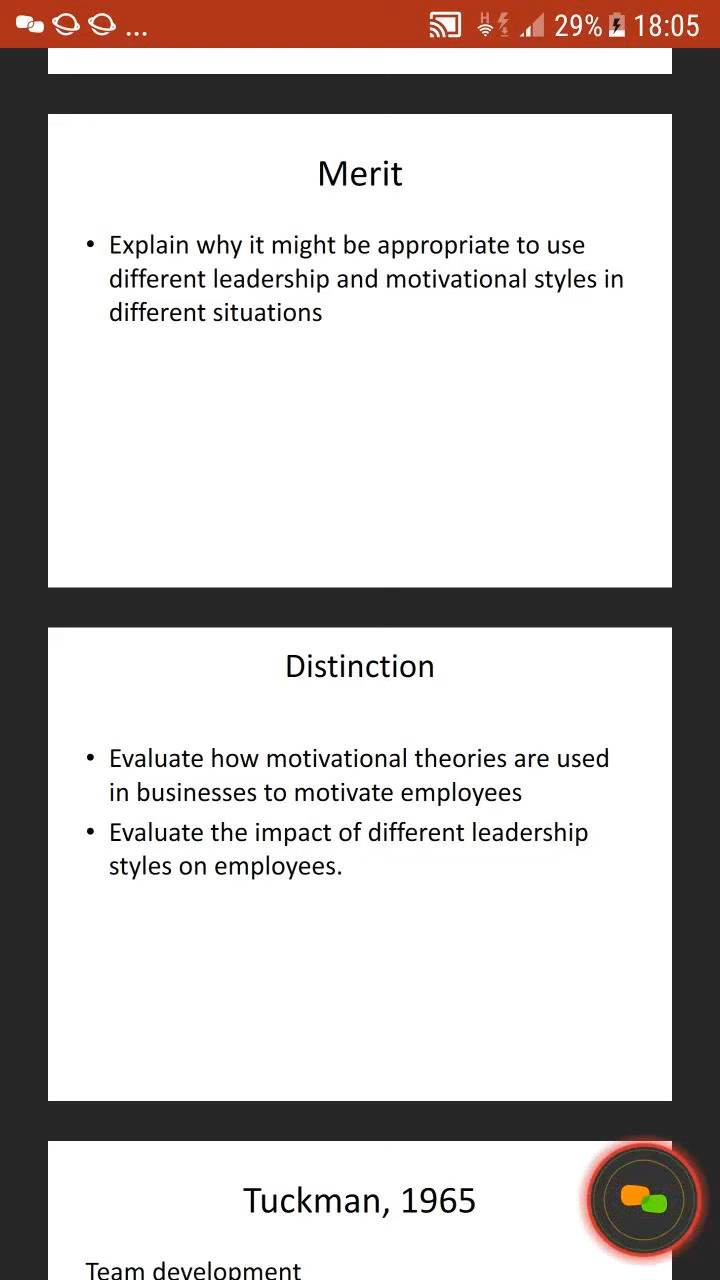 ... 29% 18:05
Merit
• Explain why it might be appropriate to use
different leadership and motivational styles in
different situations
Distinction
• Evaluate how motivational theories are used
in businesses to motivate employees
• Evaluate the impact of different leadership
styles on employees.
Tuckman, 1965
Team development